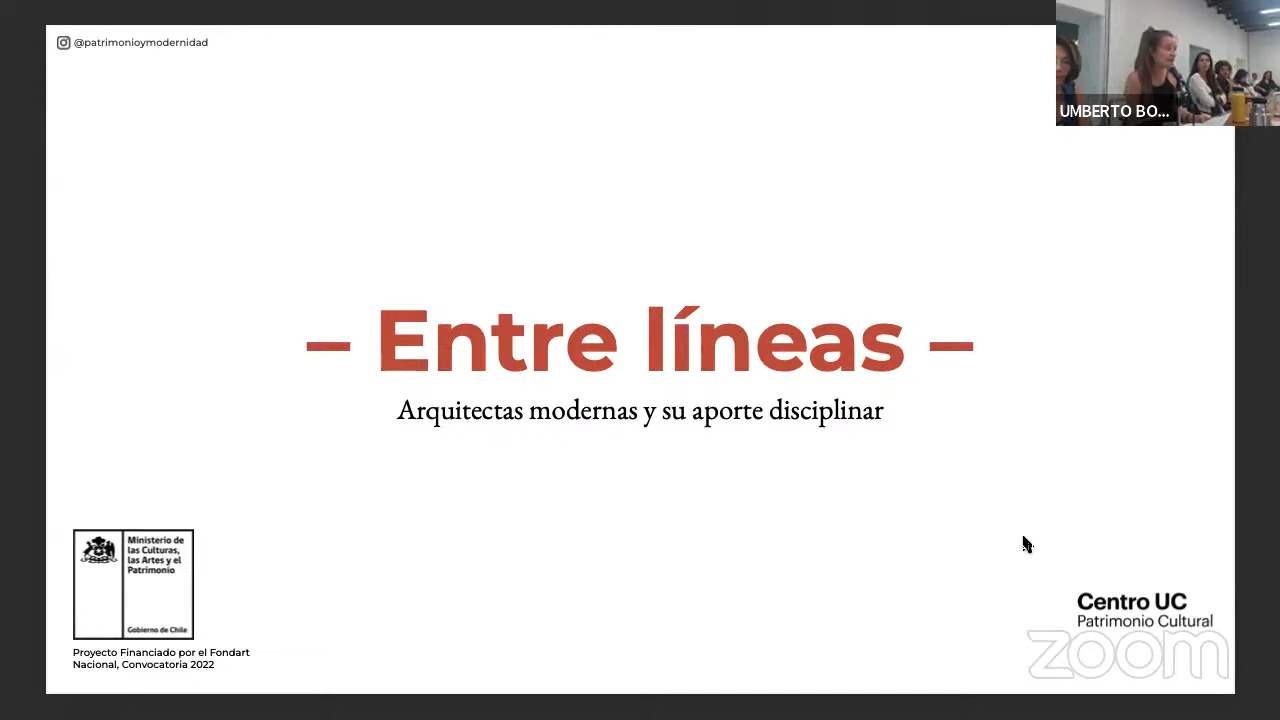 @patrimonioymodernidad
UMBERTO BO...
– Entre líneas –
Arquitectas modernas y su aporte disciplinar
Ministerio de
las Culturas,
las Artes y el
Patrimonio
Gobierno de Chile
Proyecto Financiado por el Fondart
Nacional, Convocatoria 2022
Centro UC
Patrimonio Cultural
zoom